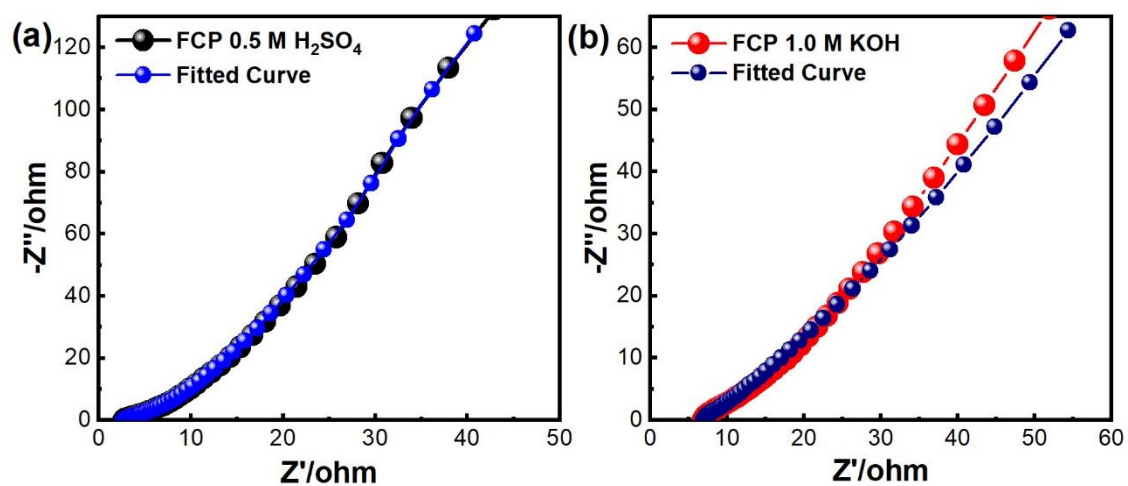 (a)
FCP 0.5 M H₂SO₄
Fitted Curve
-Z''/ohm
120
100
80
60
40
20
0
0 10 20 30 40 50
Z'/ohm
(b)
FCP 1.0 M KOH
Fitted Curve
-Z''/ohm
60
50
40
30
20
10
0
0 10 20 30 40 50 60
Z'/ohm